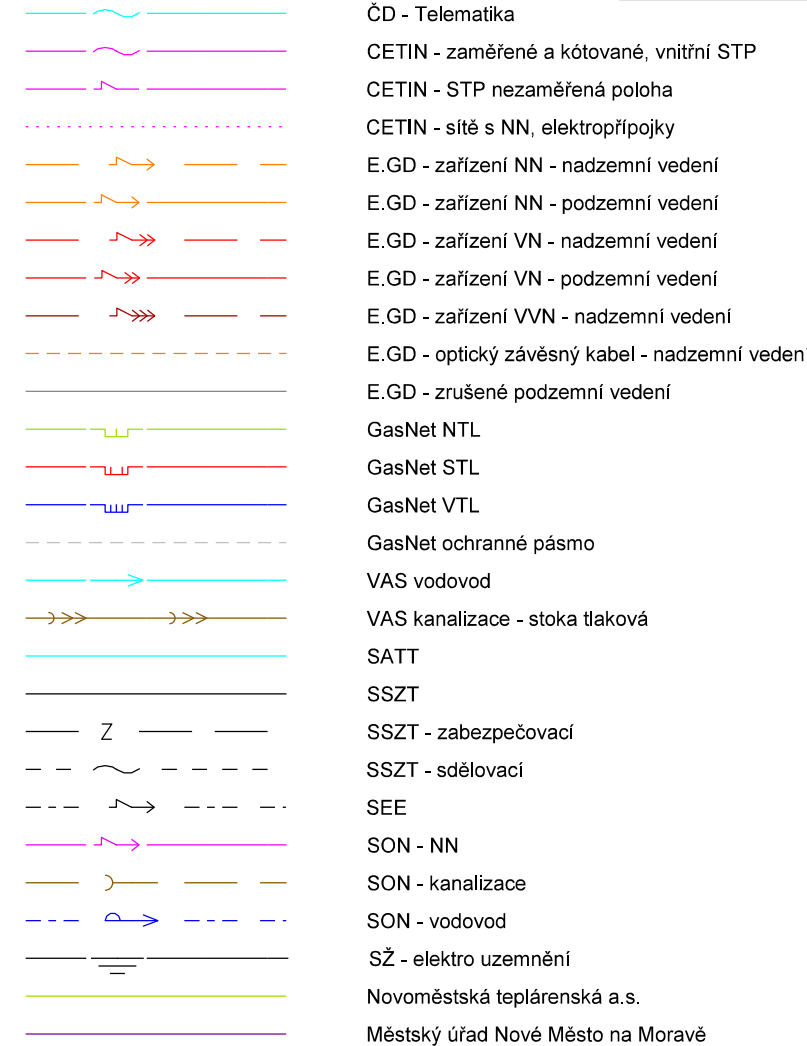 ČD - Telematika
CETIN - zaměřené a kótované, vnitřní STP
CETIN - STP nezaměřená poloha
CETIN - sítě s NN, elektropřípojky
E.GD - zařízení NN - nadzemní vedení
E.GD - zařízení NN - podzemní vedení
E.GD - zařízení VN - nadzemní vedení
E.GD - zařízení VN - podzemní vedení
E.GD - zařízení VVN - nadzemní vedení
E.GD - optický závěsný kabel - nadzemní vedení
E.GD - zrušené podzemní vedení
GasNet NTL
GasNet STL
GasNet VTL
GasNet ochranné pásmo
VAS vodovod
VAS kanalizace - stoka tlaková
SATT
SSZT
Z SSZT - zabezpečovací
SSZT - sdělovací
SEE
SON - NN
SON - kanalizace
SON - vodovod
SŽ - elektro uzemnění
Novoměstská teplárenská a.s.
Městský úřad Nové Město na Moravě